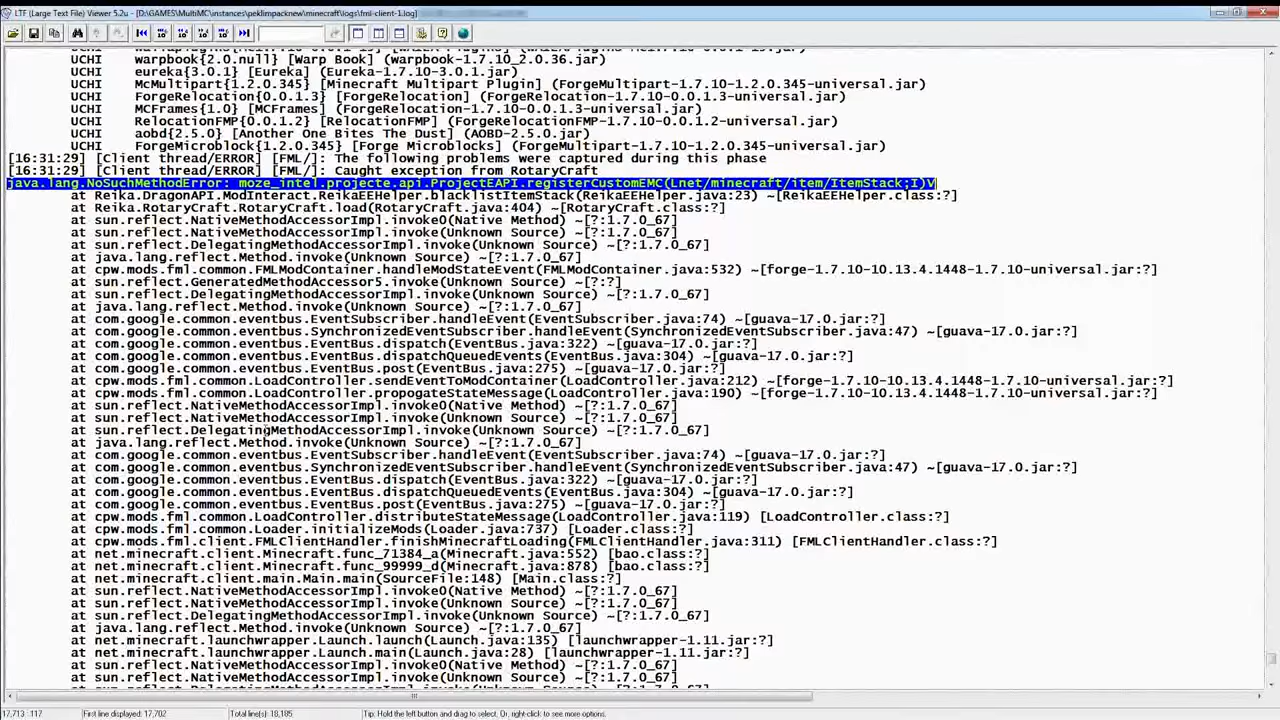 LTF (Large Text File) Viewer 5.2u - [D:\GAMES\MultiMC\instances\peklimpacknew\minecraft\logs\fml-client-1.log]
UCHI warpbook{2.0.null} [Warp Book] (warpbook-1.7.10_2.0.36.jar)
UCHI eureka{3.0.1} [Eureka] (Eureka-1.7.10-3.0.1.jar)
UCHI McMultipart{1.2.0.345} [Minecraft Multipart Plugin] (ForgeMultipart-1.7.10-1.2.0.345-universal.jar)
UCHI ForgeRelocation{0.0.1.3} [ForgeRelocation] (ForgeRelocation-1.7.10-0.0.1.3-universal.jar)
UCHI MCFrames{1.0} [MCFrames] (ForgeRelocation-1.7.10-0.0.1.3-universal.jar)
UCHI RelocationFMP{0.0.1.2} [RelocationFMP] (ForgeRelocationFMP-1.7.10-0.0.1.2-universal.jar)
UCHI aobd{2.5.0} [Another One Bites The Dust] (AOBD-2.5.0.jar)
UCHI ForgeMicroblock{1.2.0.345} [Forge Microblocks] (ForgeMultipart-1.7.10-1.2.0.345-universal.jar)
[16:31:29] [Client thread/ERROR] [FML/]: The following problems were captured during this phase
[16:31:29] [Client thread/ERROR] [FML/]: Caught exception from RotaryCraft
java.lang.NoSuchMethodError: moze_intel.projecte.api.ProjectEAPI.registerCustomEMC(Lnet/minecraft/item/ItemStack;I)V
at Reika.DragonAPI.ModInteract.ReikaEEHelper.blacklistItemStack(ReikaEEHelper.java:23) ~[ReikaEEHelper.class:?]
at Reika.RotaryCraft.RotaryCraft.load(RotaryCraft.java:404) ~[RotaryCraft.class:?]
at sun.reflect.NativeMethodAccessorImpl.invoke0(Native Method) ~[?:1.7.0_67]
at sun.reflect.NativeMethodAccessorImpl.invoke(Unknown Source) ~[?:1.7.0_67]
at sun.reflect.DelegatingMethodAccessorImpl.invoke(Unknown Source) ~[?:1.7.0_67]
at java.lang.reflect.Method.invoke(Unknown Source) ~[?:1.7.0_67]
at cpw.mods.fml.common.FMLModContainer.handleModStateEvent(FMLModContainer.java:532) ~[forge-1.7.10-10.13.4.1448-1.7.10-universal.jar:?]
at sun.reflect.GeneratedMethodAccessor5.invoke(Unknown Source) ~[?:?]
at sun.reflect.DelegatingMethodAccessorImpl.invoke(Unknown Source) ~[?:1.7.0_67]
at java.lang.reflect.Method.invoke(Unknown Source) ~[?:1.7.0_67]
at com.google.common.eventbus.EventSubscriber.handleEvent(EventSubscriber.java:74) ~[guava-17.0.jar:?]
at com.google.common.eventbus.SynchronizedEventSubscriber.handleEvent(SynchronizedEventSubscriber.java:47) ~[guava-17.0.jar:?]
at com.google.common.eventbus.EventBus.dispatch(EventBus.java:322) ~[guava-17.0.jar:?]
at com.google.common.eventbus.EventBus.dispatchQueuedEvents(EventBus.java:304) ~[guava-17.0.jar:?]
at com.google.common.eventbus.EventBus.post(EventBus.java:275) ~[guava-17.0.jar:?]
at cpw.mods.fml.common.LoadController.sendEventToModContainer(LoadController.java:212) ~[forge-1.7.10-10.13.4.1448-1.7.10-universal.jar:?]
at cpw.mods.fml.common.LoadController.propogateStateMessage(LoadController.java:190) ~[forge-1.7.10-10.13.4.1448-1.7.10-universal.jar:?]
at sun.reflect.NativeMethodAccessorImpl.invoke0(Native Method) ~[?:1.7.0_67]
at sun.reflect.NativeMethodAccessorImpl.invoke(Unknown Source) ~[?:1.7.0_67]
at sun.reflect.DelegatingMethodAccessorImpl.invoke(Unknown Source) ~[?:1.7.0_67]
at java.lang.reflect.Method.invoke(Unknown Source) ~[?:1.7.0_67]
at com.google.common.eventbus.EventSubscriber.handleEvent(EventSubscriber.java:74) ~[guava-17.0.jar:?]
at com.google.common.eventbus.SynchronizedEventSubscriber.handleEvent(SynchronizedEventSubscriber.java:47) ~[guava-17.0.jar:?]
at com.google.common.eventbus.EventBus.dispatch(EventBus.java:322) ~[guava-17.0.jar:?]
at com.google.common.eventbus.EventBus.dispatchQueuedEvents(EventBus.java:304) ~[guava-17.0.jar:?]
at com.google.common.eventbus.EventBus.post(EventBus.java:275) ~[guava-17.0.jar:?]
at cpw.mods.fml.common.LoadController.distributeStateMessage(LoadController.java:119) [LoadController.class:?]
at cpw.mods.fml.common.Loader.initializeMods(Loader.java:737) [Loader.class:?]
at cpw.mods.fml.client.FMLClientHandler.finishMinecraftLoading(FMLClientHandler.java:311) [FMLClientHandler.class:?]
at net.minecraft.client.Minecraft.func_71384_a(Minecraft.java:552) [bao.class:?]
at net.minecraft.client.Minecraft.func_99999_d(Minecraft.java:878) [bao.class:?]
at net.minecraft.client.main.Main.main(SourceFile:148) [Main.class:?]
at sun.reflect.NativeMethodAccessorImpl.invoke0(Native Method) ~[?:1.7.0_67]
at sun.reflect.NativeMethodAccessorImpl.invoke(Unknown Source) ~[?:1.7.0_67]
at sun.reflect.DelegatingMethodAccessorImpl.invoke(Unknown Source) ~[?:1.7.0_67]
at java.lang.reflect.Method.invoke(Unknown Source) ~[?:1.7.0_67]
at net.minecraft.launchwrapper.Launch.launch(Launch.java:135) [launchwrapper-1.11.jar:?]
at net.minecraft.launchwrapper.Launch.main(Launch.java:28) [launchwrapper-1.11.jar:?]
at sun.reflect.NativeMethodAccessorImpl.invoke0(Native Method) ~[?:1.7.0_67]
at sun.reflect.NativeMethodAccessorImpl.invoke(Unknown Source) ~[?:1.7.0_67]
17,713 :117 First line displayed: 17,702 Total line(s): 18,185 Tip: Hold the left button and drag to select. Or, right-click to see more options.